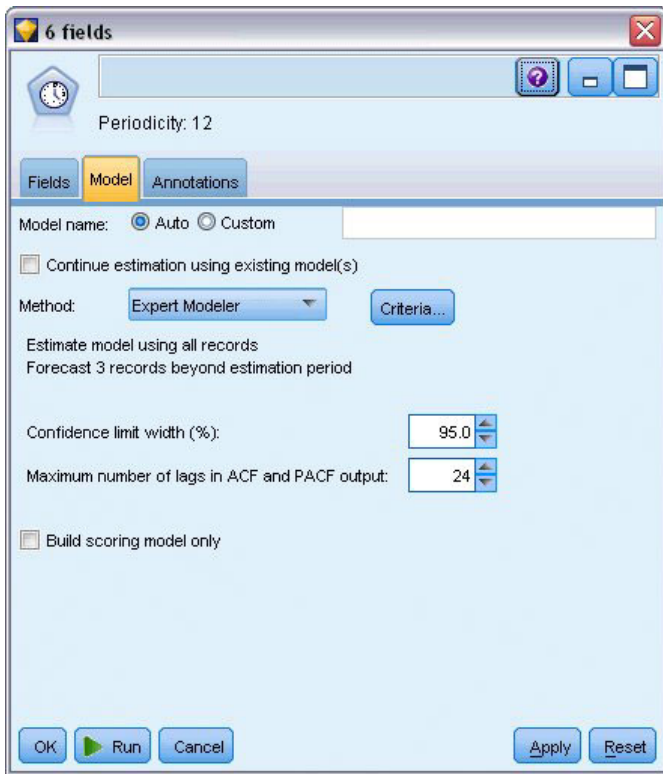 6 fields
?
Periodicity: 12
Fields Model Annotations
Model name: Auto Custom
Continue estimation using existing model(s)
Method: Expert Modeler Criteria...
Estimate model using all records
Forecast 3 records beyond estimation period
Confidence limit width (%): 95.0
Maximum number of lags in ACF and PACF output: 24
Build scoring model only
OK Run Cancel Apply Reset